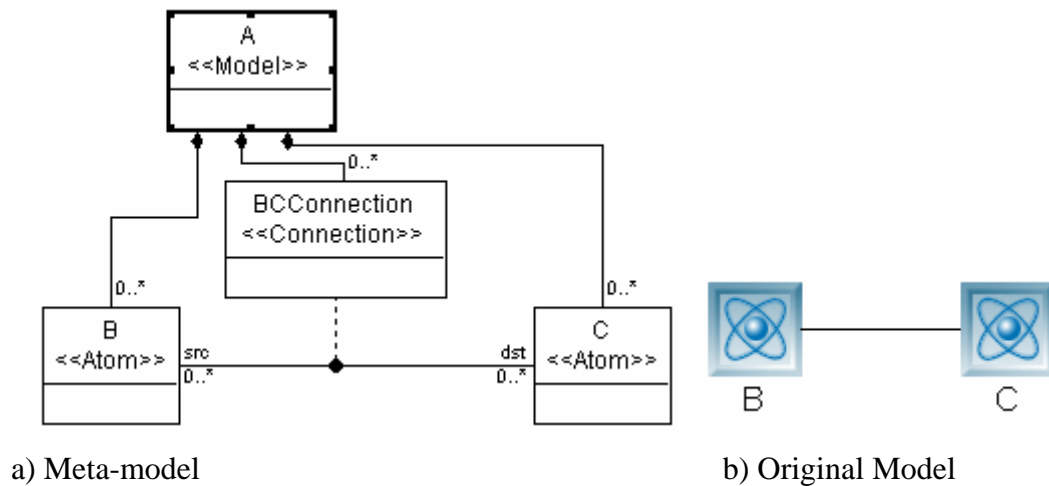 A
<<Model>>
0..*
BCConnection
<<Connection>>
0..*
0..*
B
<<Atom>>
src
0..*
dst
0..*
C
<<Atom>>
B
C
a) Meta-model
b) Original Model